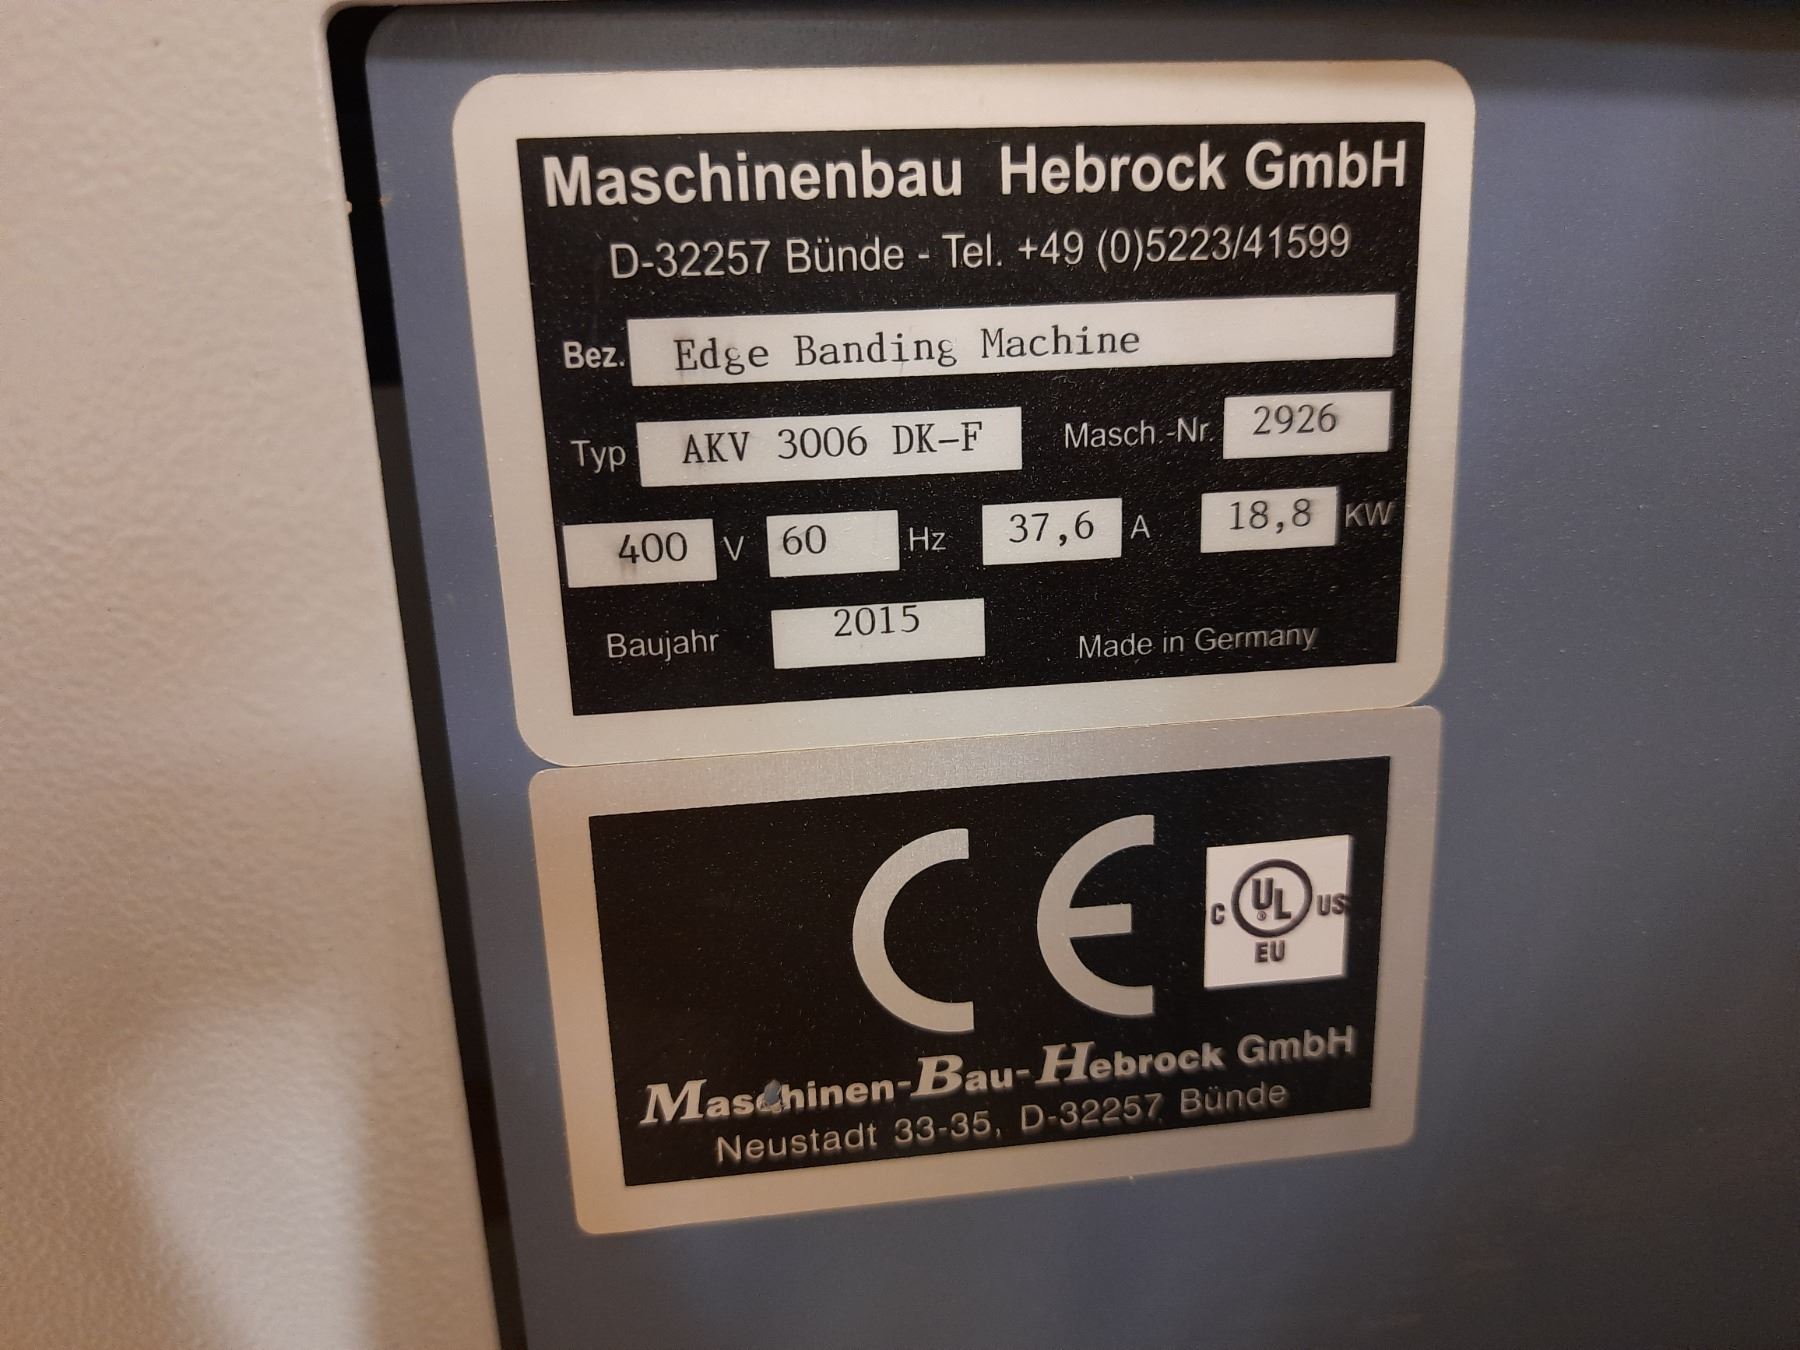 Maschinenbau Hebrock GmbH
D-32257 Bünde - Tel. +49 (0)5223/41599
Bez. Edge Banding Machine
Typ AKV 3006 DK-F Masch.-Nr. 2926
400 V 60 Hz 37,6 A 18,8 KW
Baujahr 2015 Made in Germany
CE
C UL® US
EU
Maschinen-Bau-Hebrock GmbH
Neustadt 33-35, D-32257 Bünde